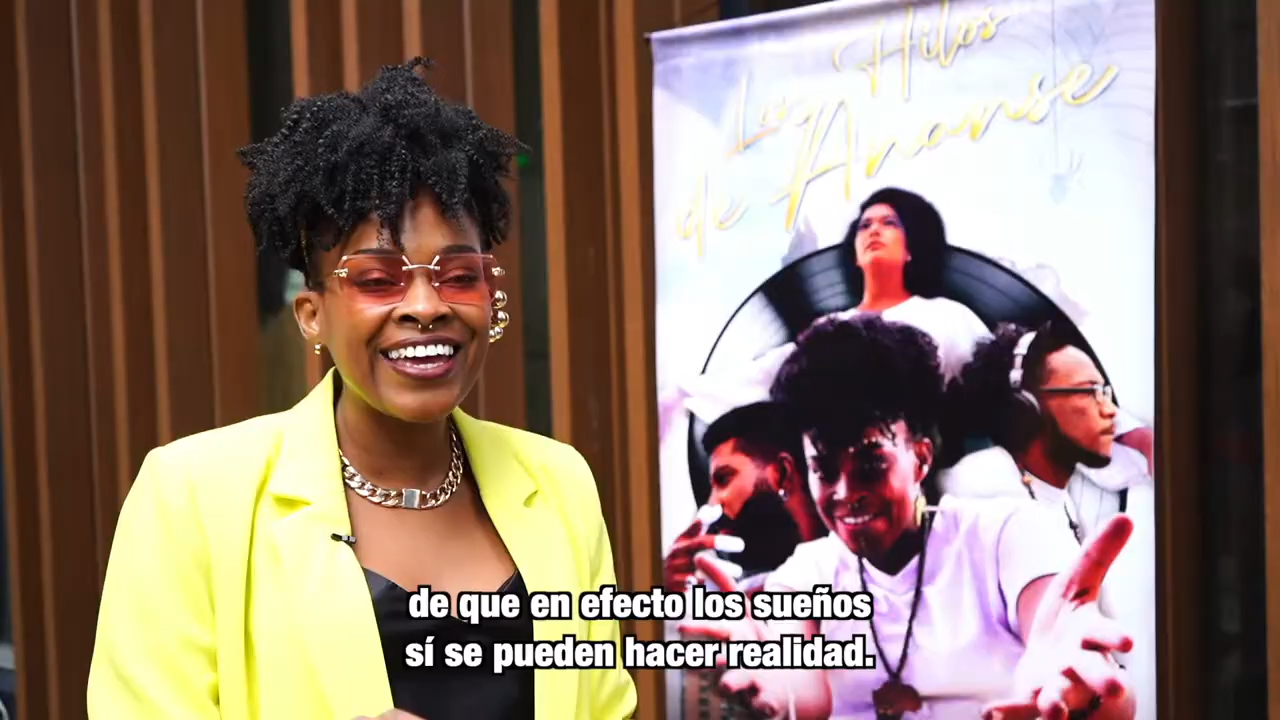 Los Hilos
de Ananse
de que en efecto los sueños
sí se pueden hacer realidad.